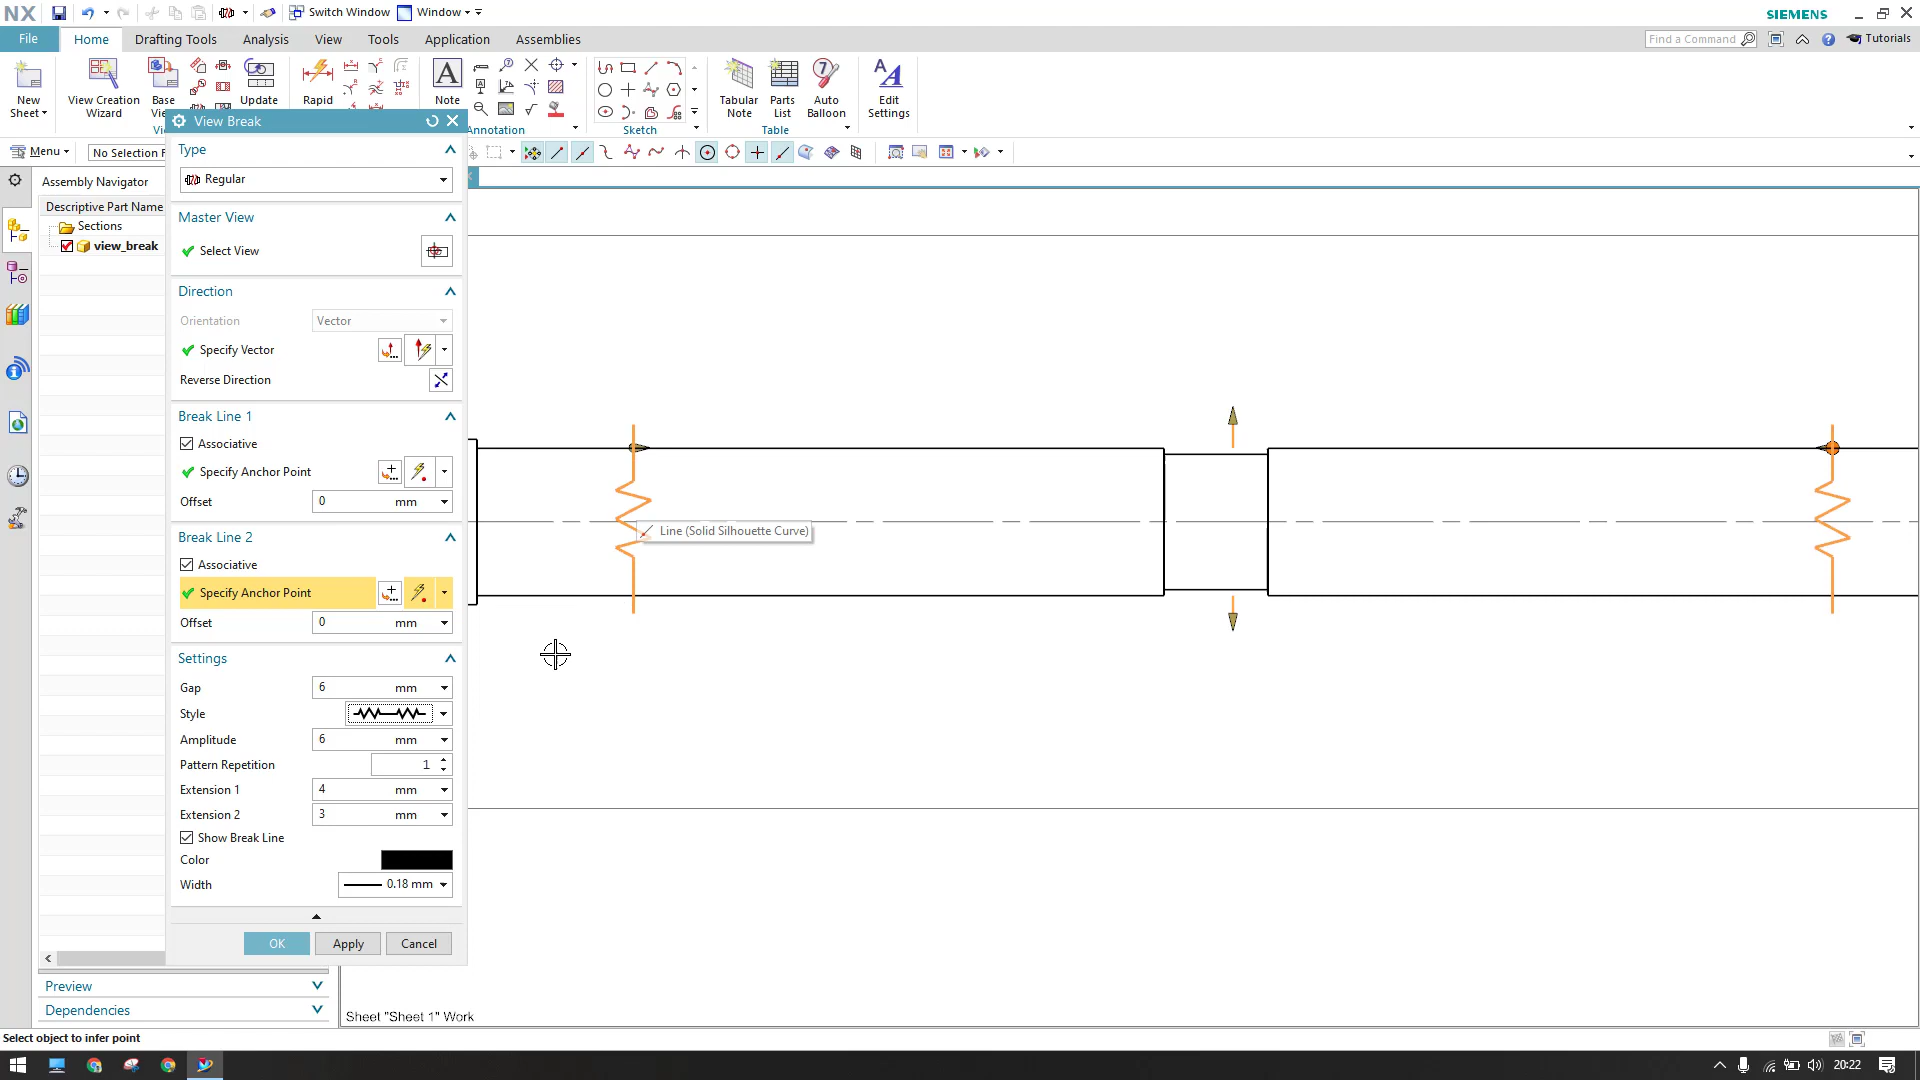 NX
Switch Window
Window
SIEMENS
File
Home
Drafting Tools
Analysis
View
Tools
Application
Assemblies
Find a Command
Tutorials
New
Sheet
View Creation
Wizard
Base
Update
Rapid
Note
Annotation
Sketch
Tabular
Note
Parts
List
Auto
Balloon
Table
Edit
Settings
Menu
No Selection F
View Break
Type
Regular
Master View
Select View
Direction
Orientation
Vector
Specify Vector
Reverse Direction
Break Line 1
Associative
Specify Anchor Point
Offset
0 mm
Break Line 2
Associative
Specify Anchor Point
Offset
0 mm
Settings
Gap
6 mm
Style
Amplitude
6 mm
Pattern Repetition
1
Extension 1
4 mm
Extension 2
3 mm
Show Break Line
Color
Width
0.18 mm
OK
Apply
Cancel
Assembly Navigator
Descriptive Part Name
Sections
view_break
Preview
Dependencies
Line (Solid Silhouette Curve)
Sheet "Sheet 1" Work
Select object to infer point
20:22